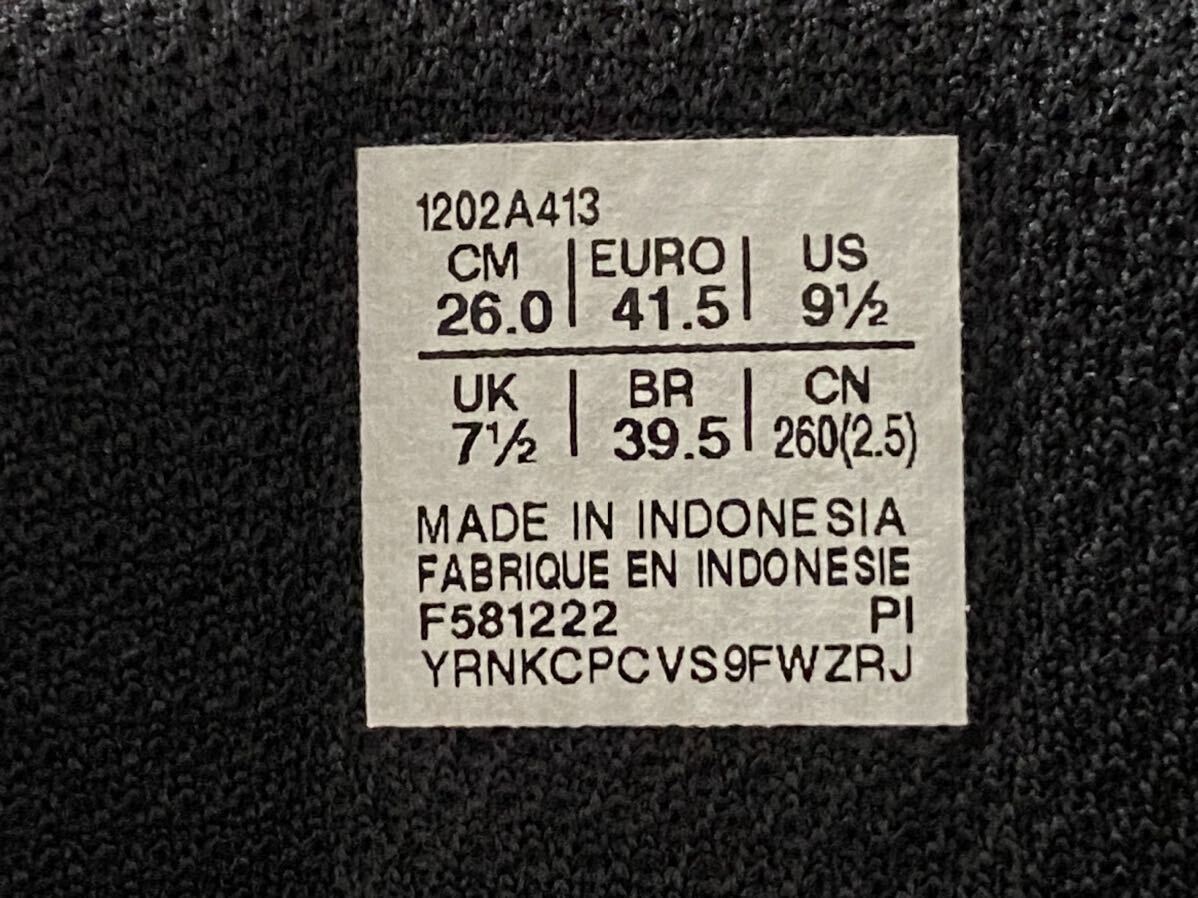 1202A413
CM | EURO | US
26.0 | 41.5 | 9½
UK | BR | CN
7½ | 39.5 | 260(2.5)
MADE IN INDONESIA
FABRIQUE EN INDONESIE
F581222 PI
YRNKCPCVS9FWZRJ